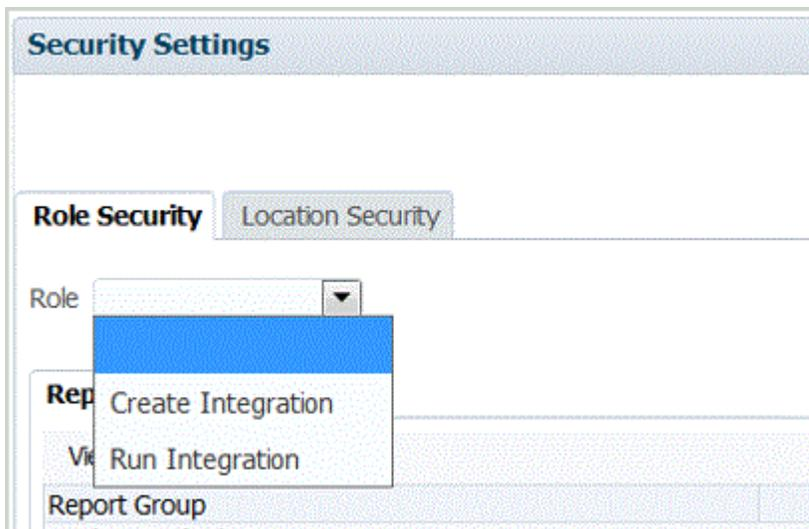 Security Settings
Role Security
Location Security
Role
Create Integration
Run Integration
Report Group